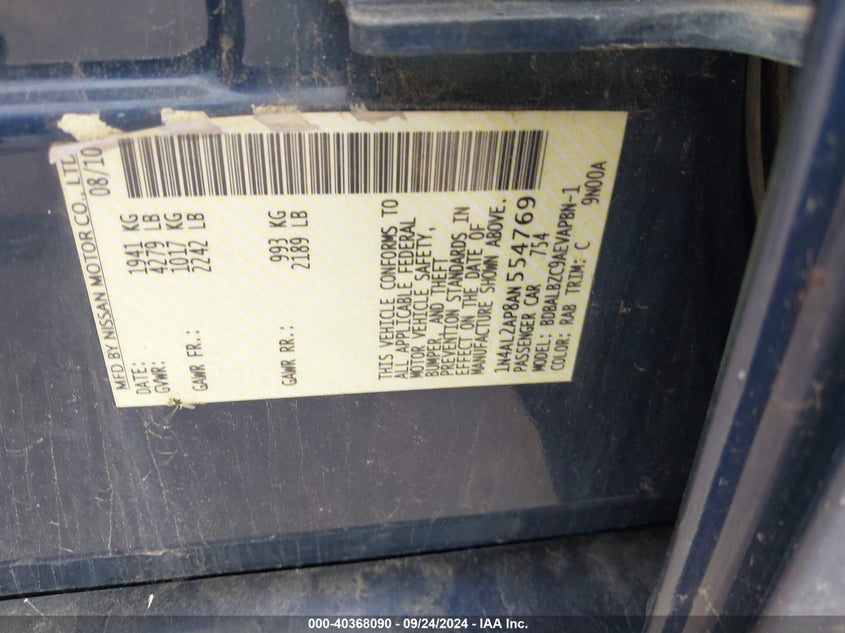 MFD BY NISSAN MOTOR CO., LTD.
DATE: 08/10
GVWR: 1941 KG
4279 LB
GAWR FR.: 1017 KG
2242 LB
GAWR RR.: 993 KG
2189 LB
THIS VEHICLE CONFORMS TO
ALL APPLICABLE FEDERAL
MOTOR VEHICLE SAFETY,
BUMPER, AND THEFT
PREVENTION STANDARDS IN
EFFECT ON THE DATE OF
MANUFACTURE SHOWN ABOVE.
1N4AL2AP8AN554769
PASSENGER CAR 754
MODEL: BDBALBZC9AEVAPBN-1
COLOR: RAB TRIM: C 9N00A
000-40368090 - 09/24/2024 - IAA Inc.